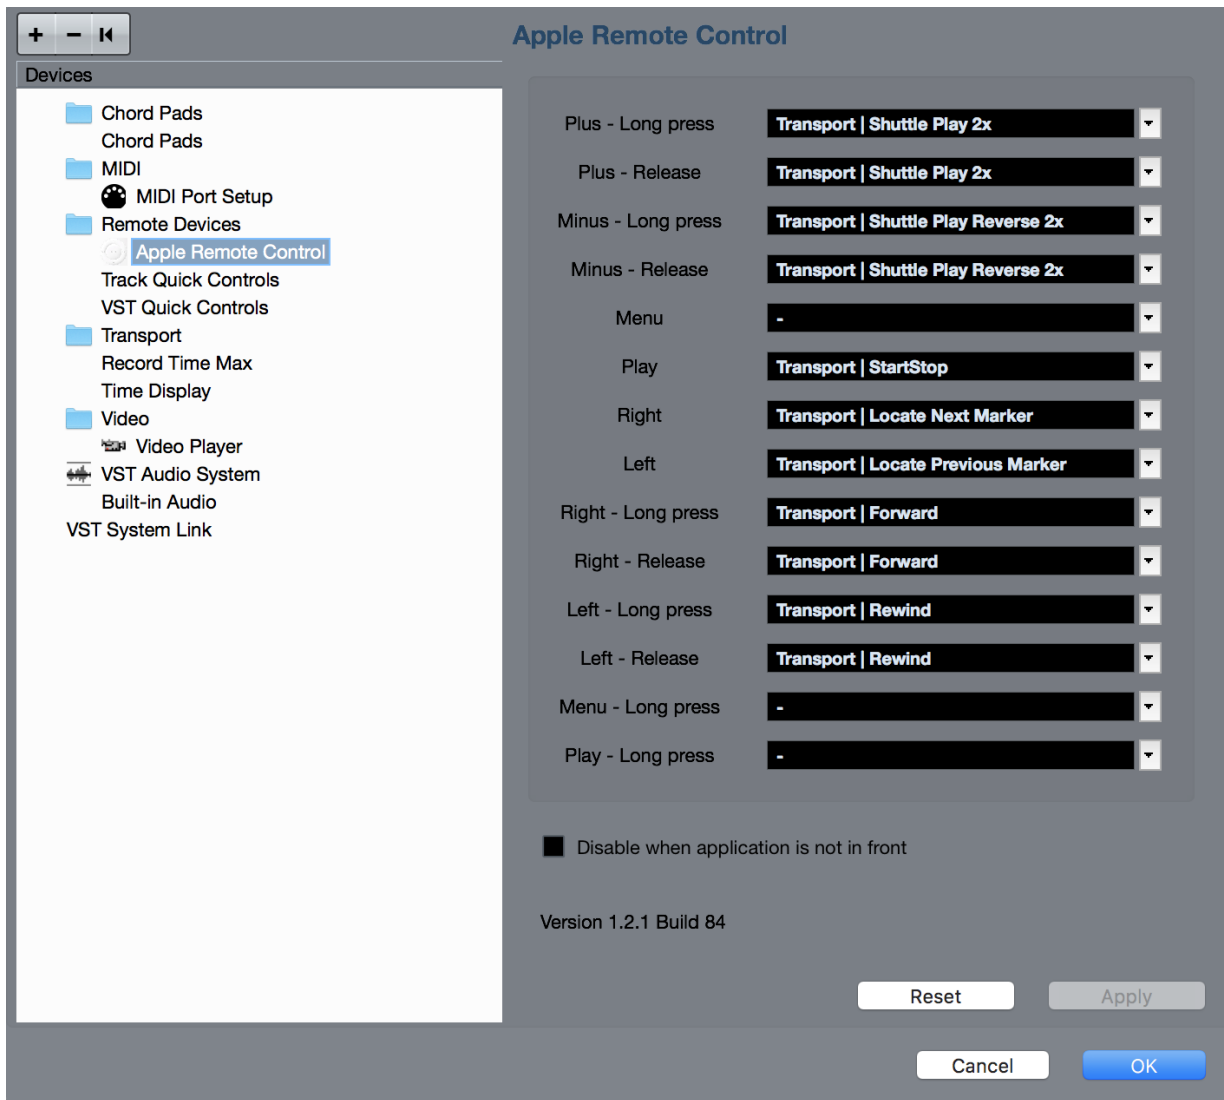 Apple Remote Control
Devices
Chord Pads
Chord Pads
MIDI
MIDI Port Setup
Remote Devices
Apple Remote Control
Track Quick Controls
VST Quick Controls
Transport
Record Time Max
Time Display
Video
Video Player
VST Audio System
Built-in Audio
VST System Link
Plus - Long press Transport | Shuttle Play 2x
Plus - Release Transport | Shuttle Play 2x
Minus - Long press Transport | Shuttle Play Reverse 2x
Minus - Release Transport | Shuttle Play Reverse 2x
Menu -
Play Transport | StartStop
Right Transport | Locate Next Marker
Left Transport | Locate Previous Marker
Right - Long press Transport | Forward
Right - Release Transport | Forward
Left - Long press Transport | Rewind
Left - Release Transport | Rewind
Menu - Long press -
Play - Long press -
Disable when application is not in front
Version 1.2.1 Build 84
Reset Apply
Cancel OK